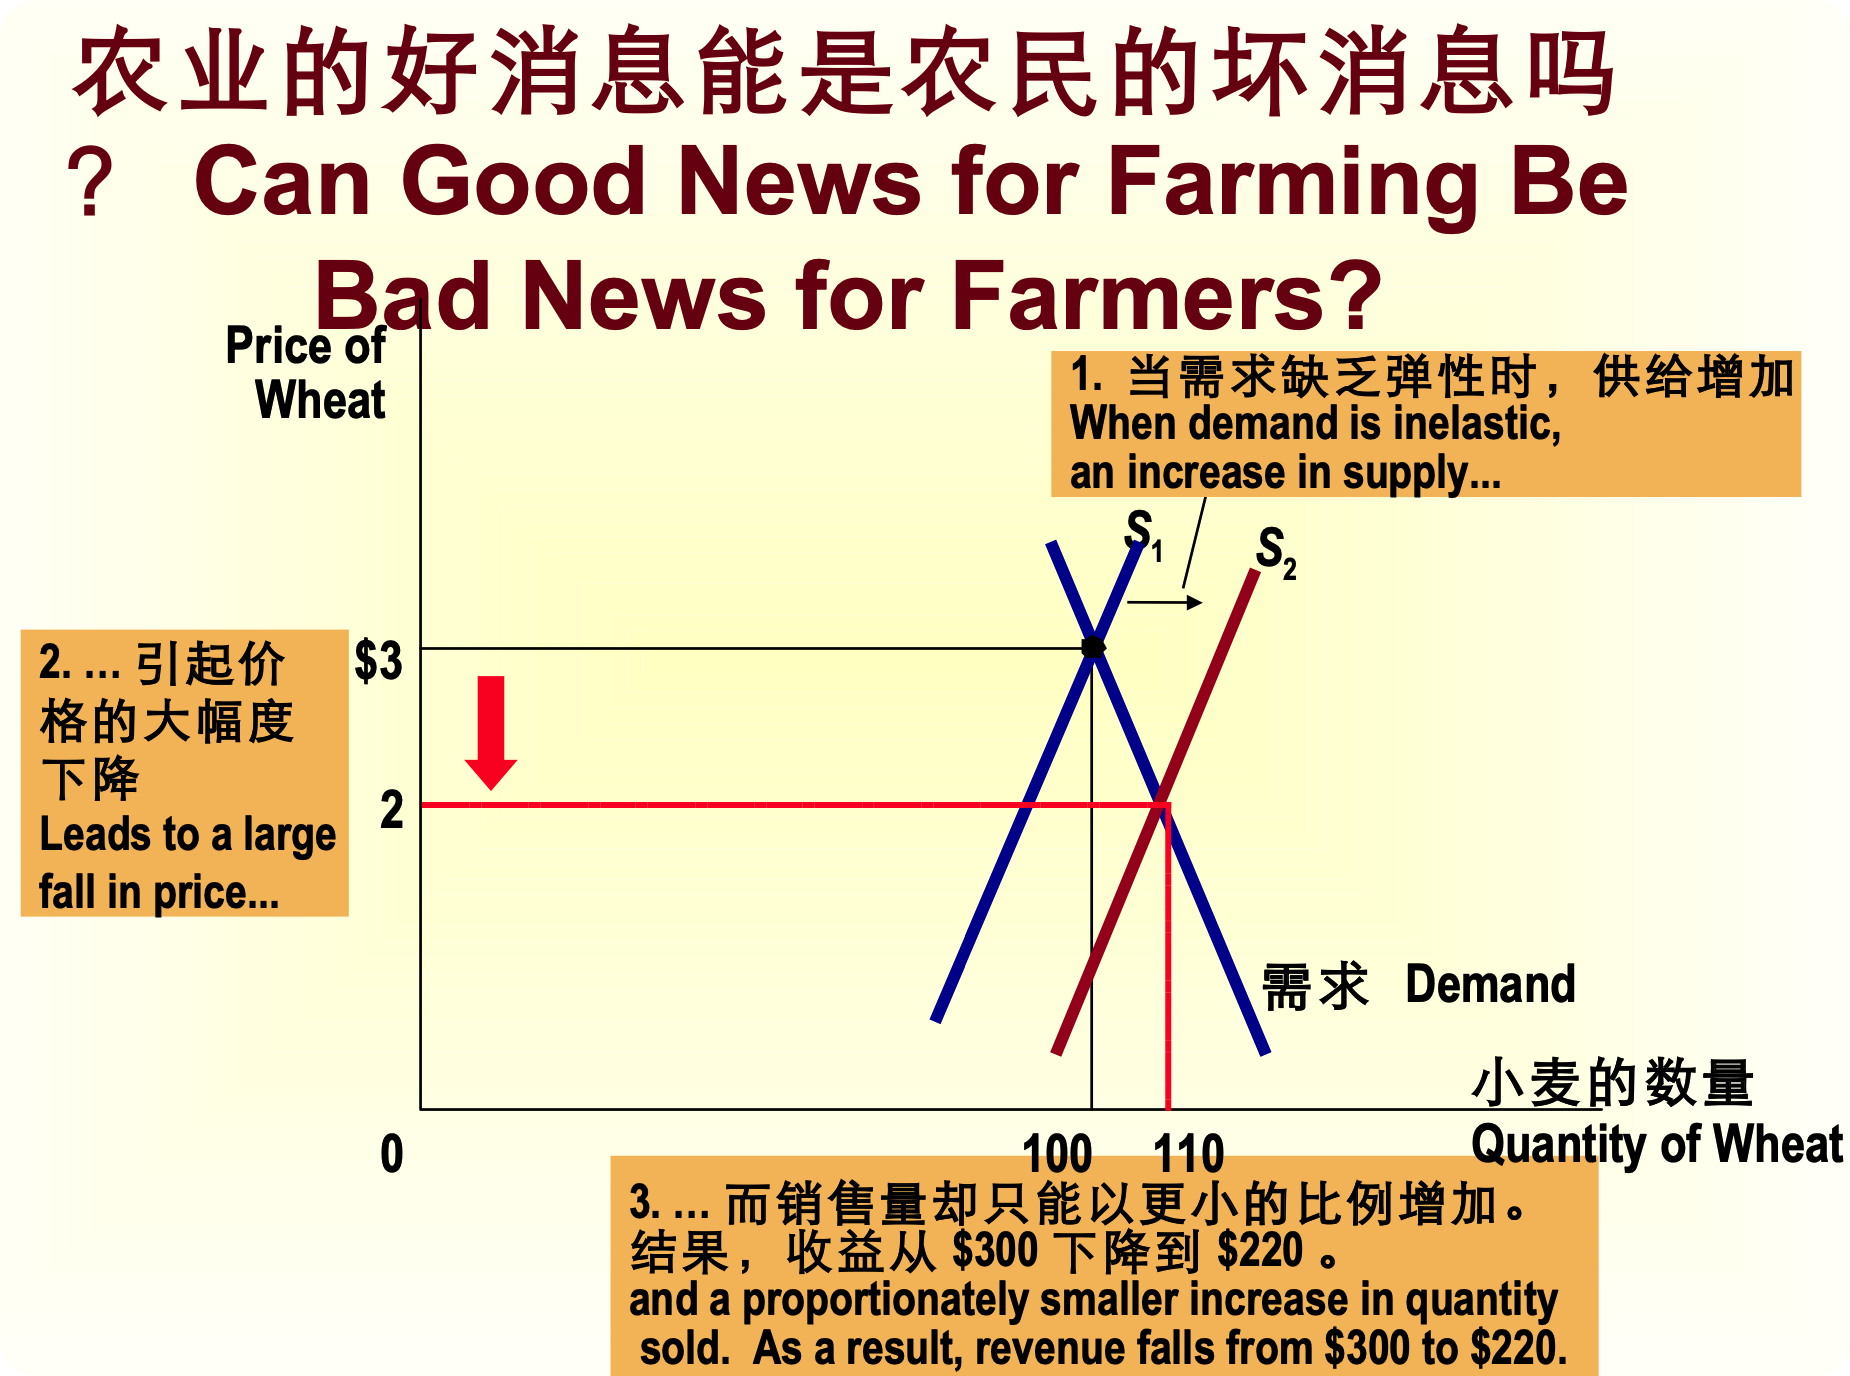 农业的好消息能是农民的坏消息吗
? Can Good News for Farming Be
Bad News for Farmers?
Price of
Wheat
1. 当需求缺乏弹性时，供给增加
When demand is inelastic,
an increase in supply...
S1
S2
2. ... 引起价
格的大幅度
下降
Leads to a large
fall in price...
$3
2
需求 Demand
小麦的数量
Quantity of Wheat
0
100
110
3. ... 而销售量却只能以更小的比例增加。
结果，收益从 $300 下降到 $220 。
and a proportionately smaller increase in quantity
sold. As a result, revenue falls from $300 to $220.